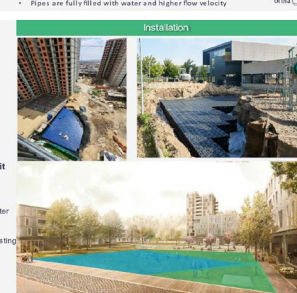 • Pipes are fully filled with water and higher flow velocity
Installation
it
ter
sting